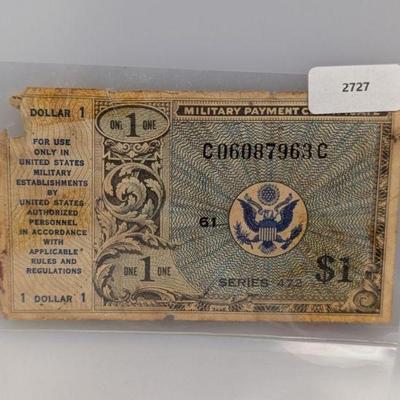 2727
DOLLAR 1
FOR USE
ONLY IN
UNITED STATES
MILITARY
ESTABLISHMENTS
BY
UNITED STATES
AUTHORIZED
PERSONNEL
IN ACCORDANCE
WITH
APPLICABLE
RULES AND
REGULATIONS
1 DOLLAR 1
ONE 1 ONE
ONE 1 ONE
MILITARY PAYMENT
C06087963C
61
SERIES 472
$1